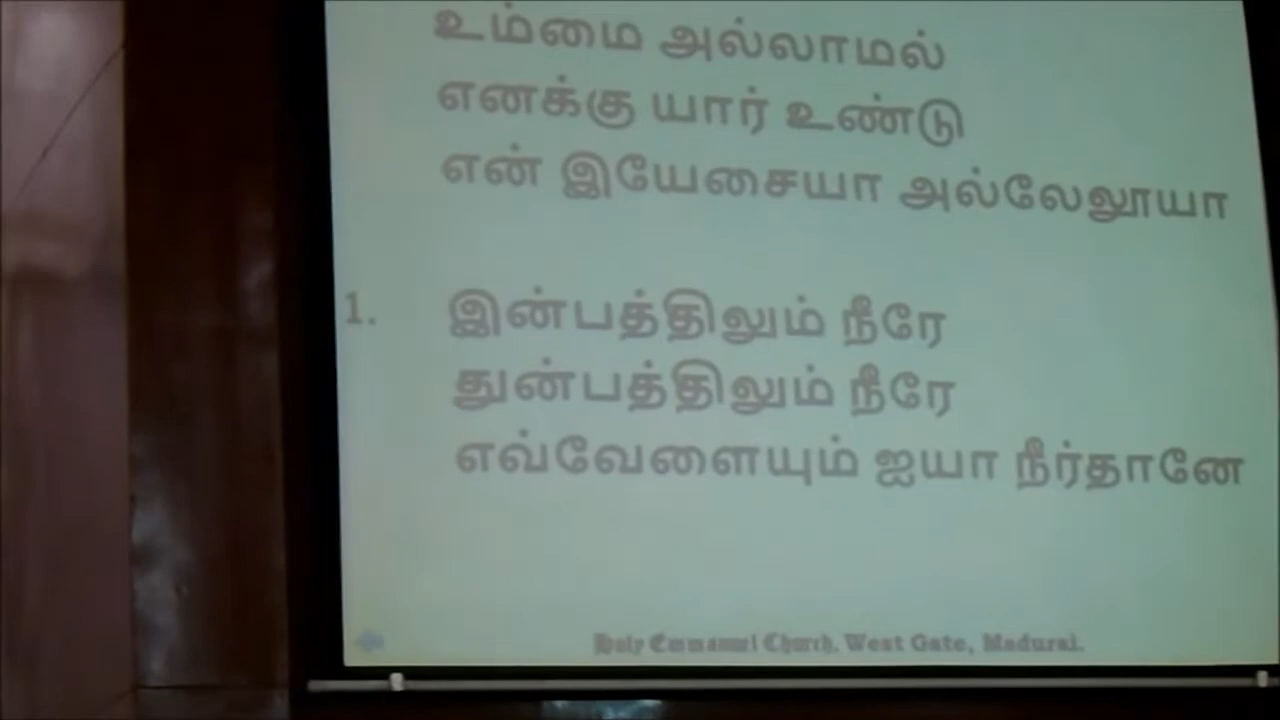 உம்மை அல்லாமல்
எனக்கு யார் உண்டு
என் இயேசையா அல்லேலூயா
1. இன்பத்திலும் நீரே
துன்பத்திலும் நீரே
எவ்வேளையும் ஐயா நீர்தானே
Holy Emmanuel Church, West Gate, Madurai.